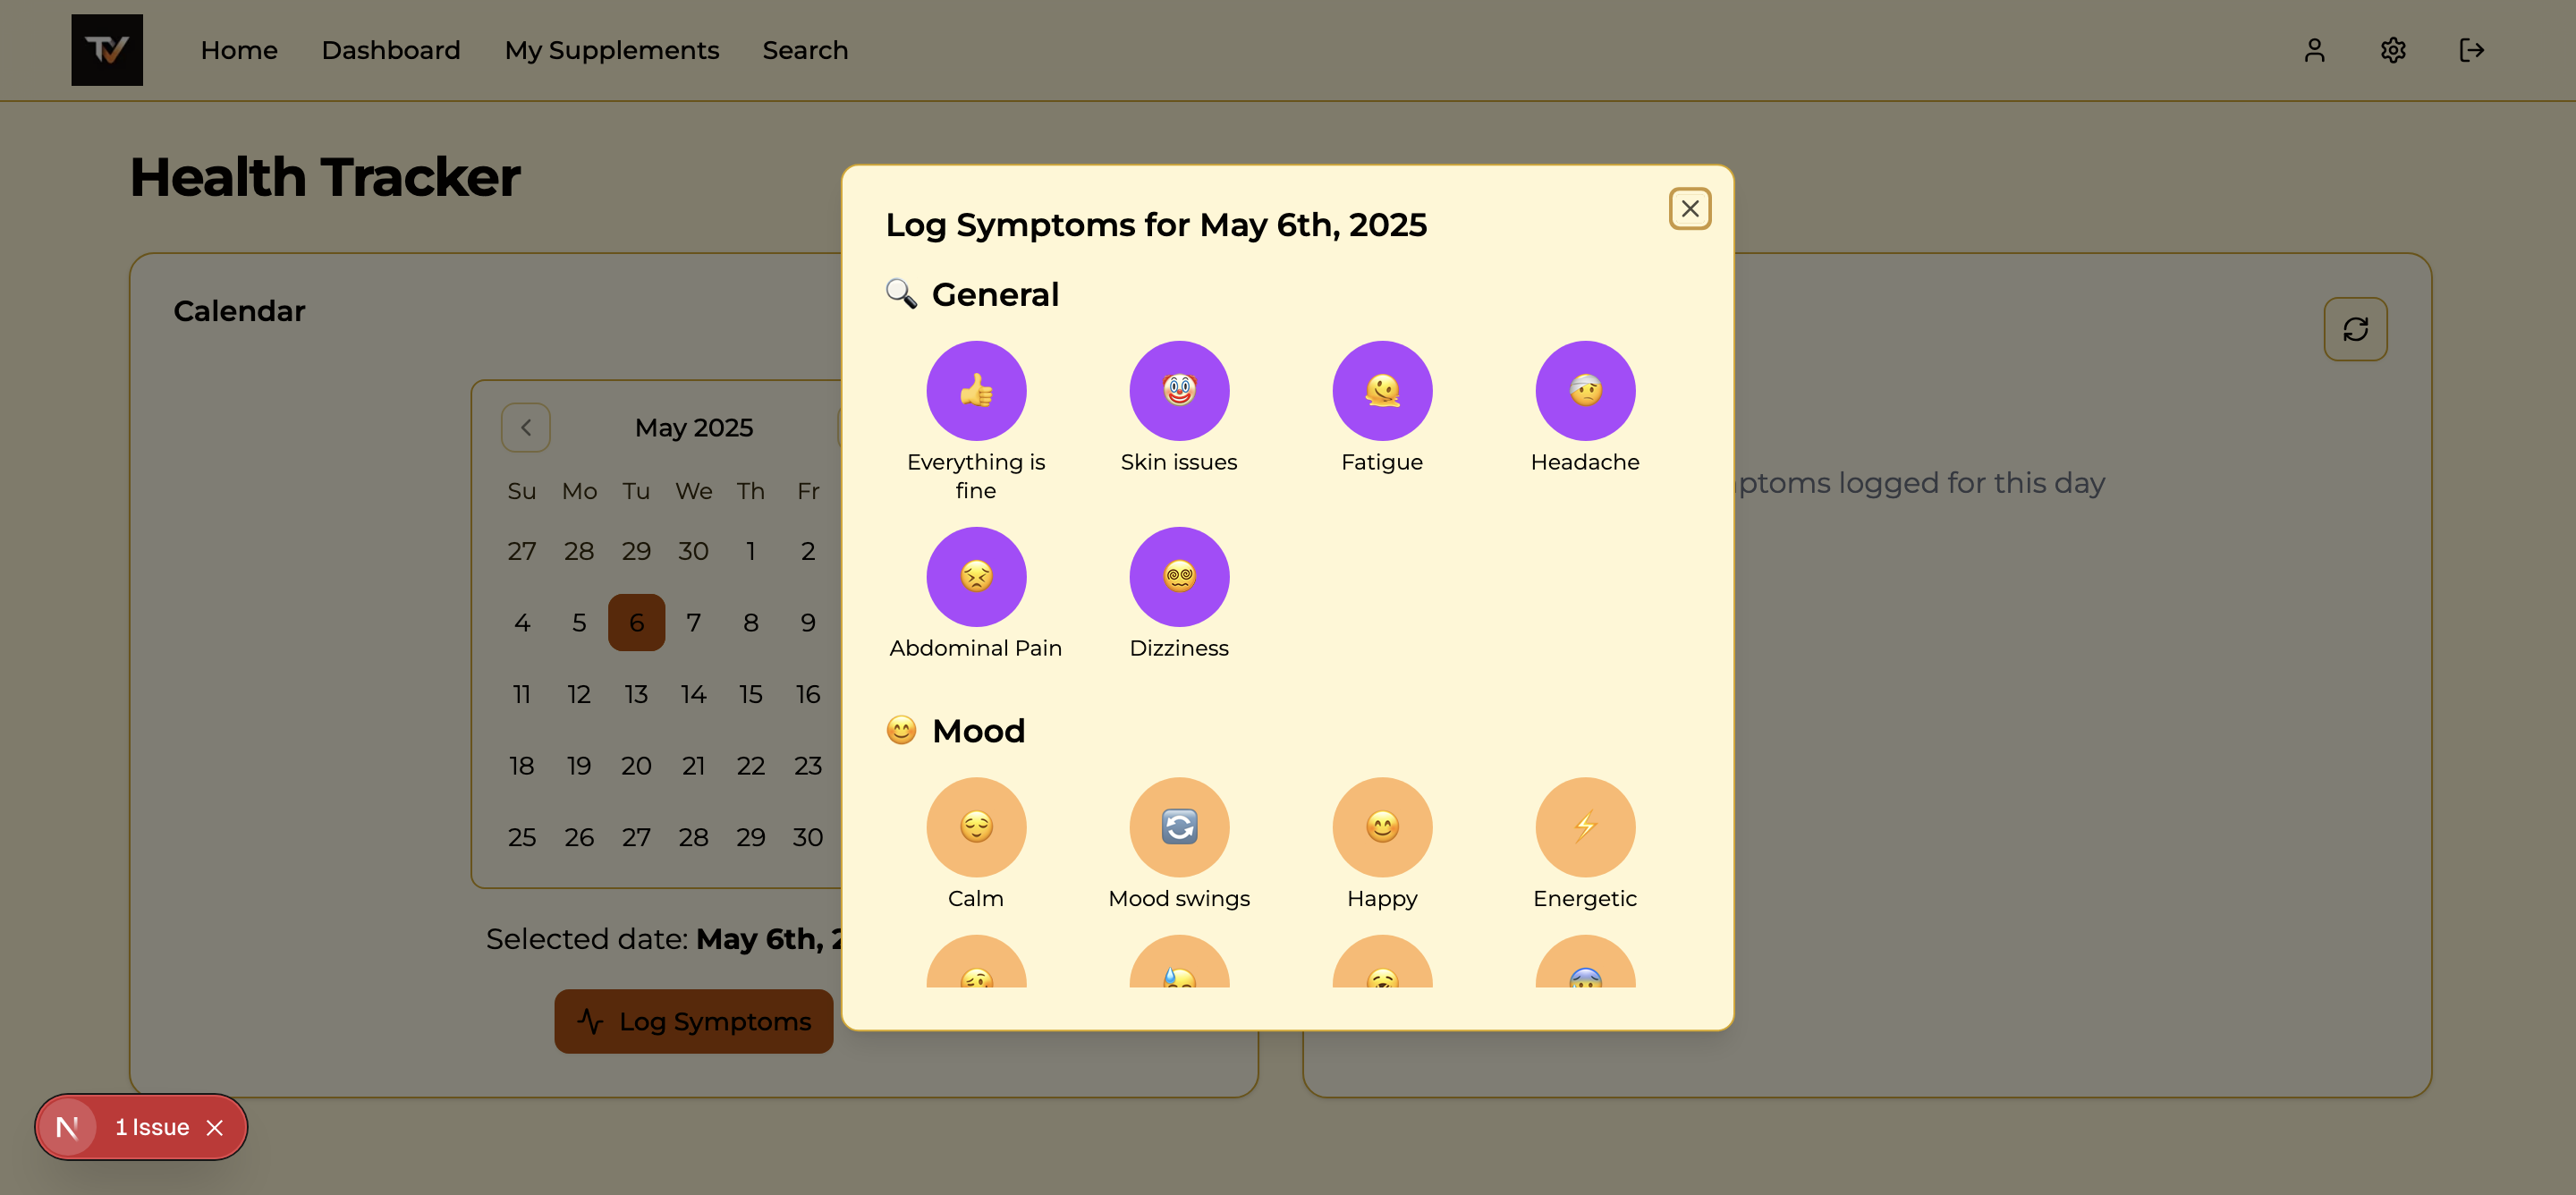 TV
Home Dashboard My Supplements Search
Health Tracker
Calendar
May 2025
Su Mo Tu We Th Fr
27 28 29 30 1 2
4 5 6 7 8 9
11 12 13 14 15 16
18 19 20 21 22 23
25 26 27 28 29 30
Selected date: May 6th,
Log Symptoms
Log Symptoms for May 6th, 2025
General
Everything is
fine
Skin issues
Fatigue
Headache
Abdominal Pain
Dizziness
Mood
Calm
Mood swings
Happy
Energetic
logged for this day
N 1 Issue